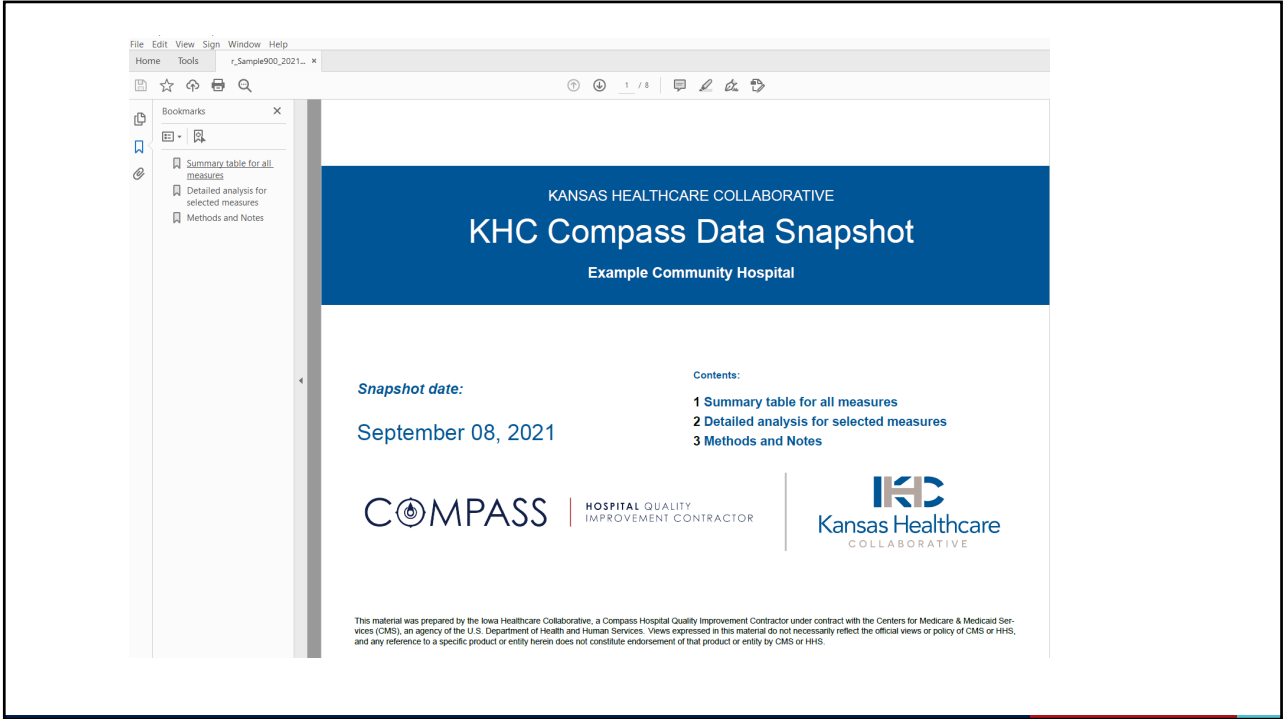 File Edit View Sign Window Help
Home Tools r_Sample900_2021... ×
1 / 8
Bookmarks
Summary table for all
measures
Detailed analysis for
selected measures
Methods and Notes
KANSAS HEALTHCARE COLLABORATIVE
KHC Compass Data Snapshot
Example Community Hospital
Snapshot date:
September 08, 2021
Contents:
1 Summary table for all measures
2 Detailed analysis for selected measures
3 Methods and Notes
COMPASS
HOSPITAL QUALITY
IMPROVEMENT CONTRACTOR
KHC
Kansas Healthcare
COLLABORATIVE
This material was prepared by the Iowa Healthcare Collaborative, a Compass Hospital Quality Improvement Contractor under contract with the Centers for Medicare & Medicaid Ser-
vices (CMS), an agency of the U.S. Department of Health and Human Services. Views expressed in this material do not necessarily reflect the official views or policy of CMS or HHS,
and any reference to a specific product or entity herein does not constitute endorsement of that product or entity by CMS or HHS.